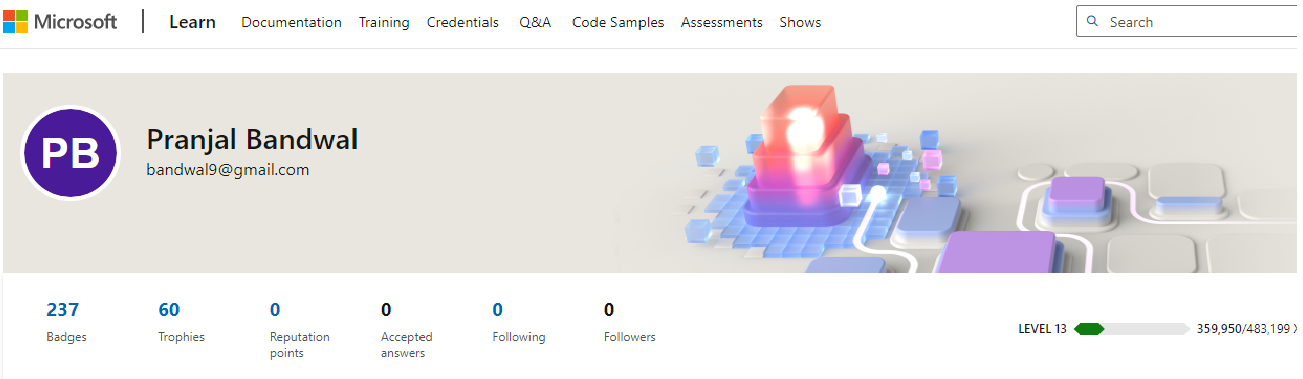 Microsoft Learn Documentation Training Credentials Q&A Code Samples Assessments Shows Search
PB
Pranjal Bandwal
bandwal9@gmail.com
237 60 0 0 0 0
Badges Trophies Reputation points Accepted answers Following Followers
LEVEL 13 359,950/483,199 X